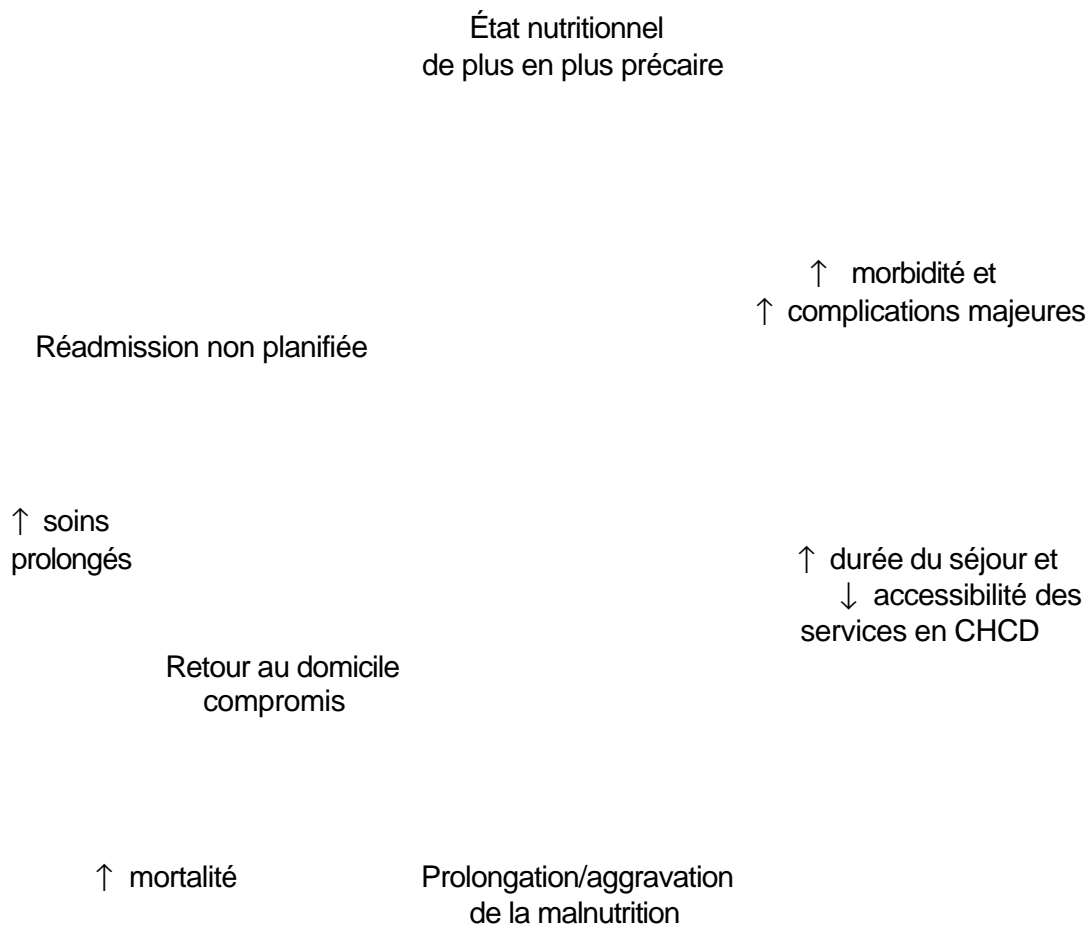 État nutritionnel
de plus en plus précaire
↑ morbidité et
↑ complications majeures
Réadmission non planifiée
↑ soins
prolongés
↑ durée du séjour et
↓ accessibilité des
services en CHCD
Retour au domicile
compromis
↑ mortalité
Prolongation/aggravation
de la malnutrition